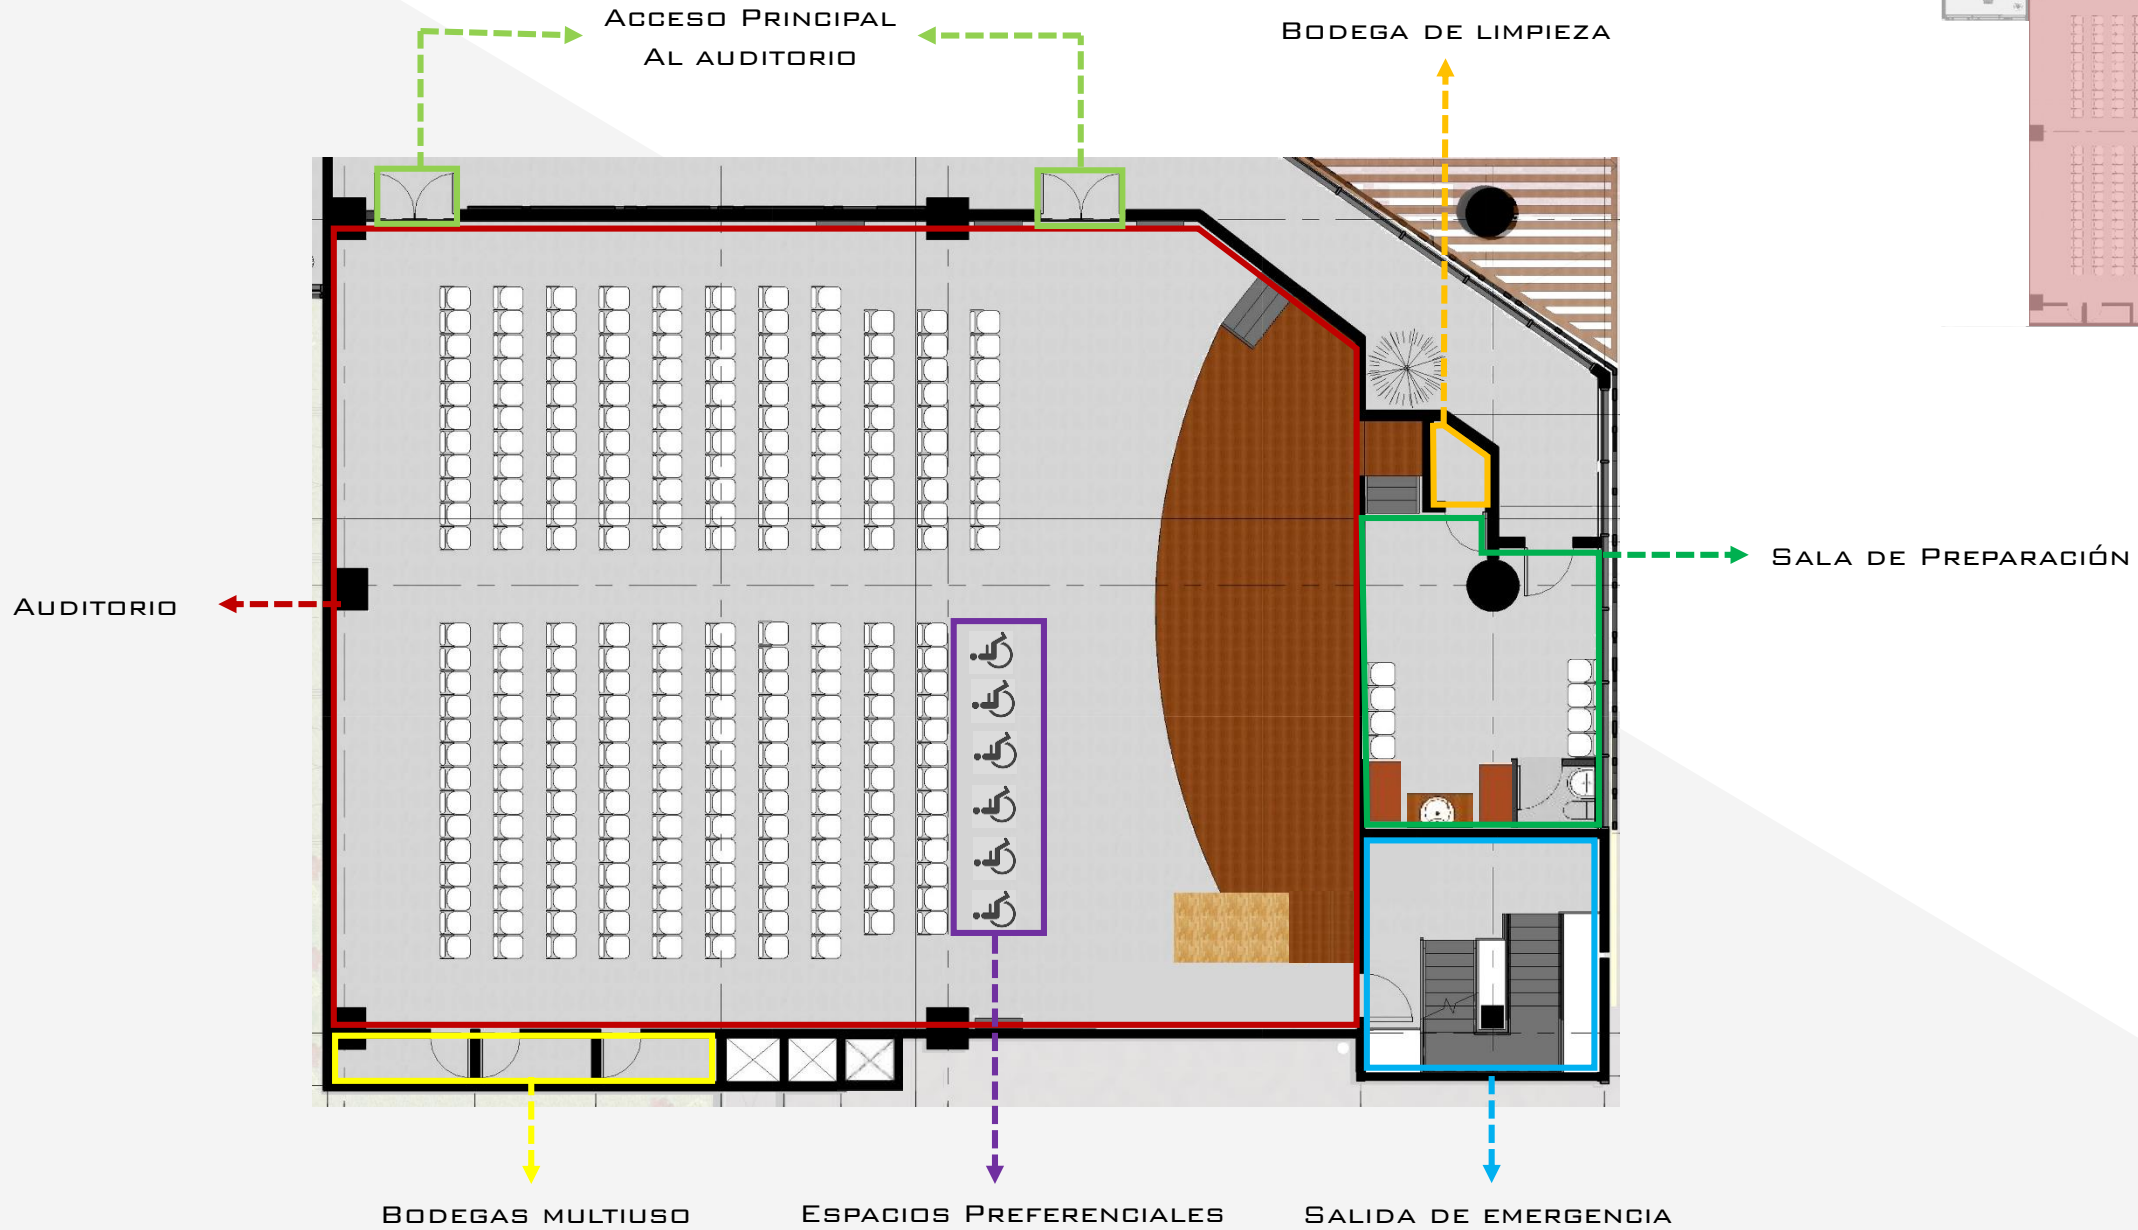 Acceso Principal
Al auditorio
Bodega de limpieza
Sala de Preparación
Auditorio
Bodegas multiuso
Espacios Preferenciales
Salida de emergencia